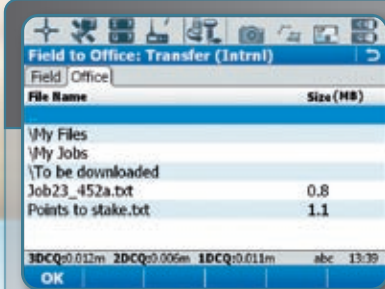 Field to Office: Transfer (Intrnl)
Field Office
File Name Size (MB)
..
\My Files
\My Jobs
\To be downloaded
Job23_452a.txt 0.8
Points to stake.txt 1.1
3DCQ:0.012m 2DCQ:0.006m 1DCQ:0.011m abc 13:39
OK